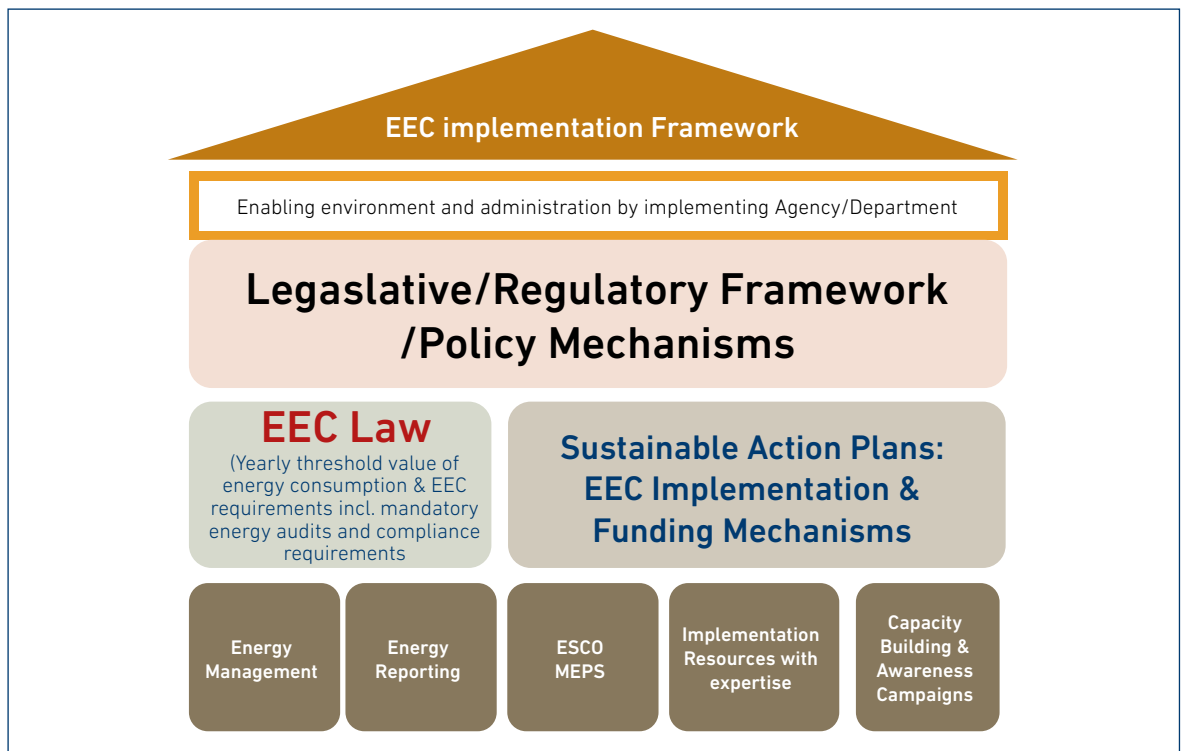 EEC implementation Framework
Enabling environment and administration by implementing Agency/Department
Legaslative/Regulatory Framework
/Policy Mechanisms
EEC Law
(Yearly threshold value of
energy consumption & EEC
requirements incl. mandatory
energy audits and compliance
requirements
Sustainable Action Plans:
EEC Implementation &
Funding Mechanisms
Energy
Management
Energy
Reporting
ESCO
MEPS
Implementation
Resources with
expertise
Capacity
Building &
Awareness
Campaigns